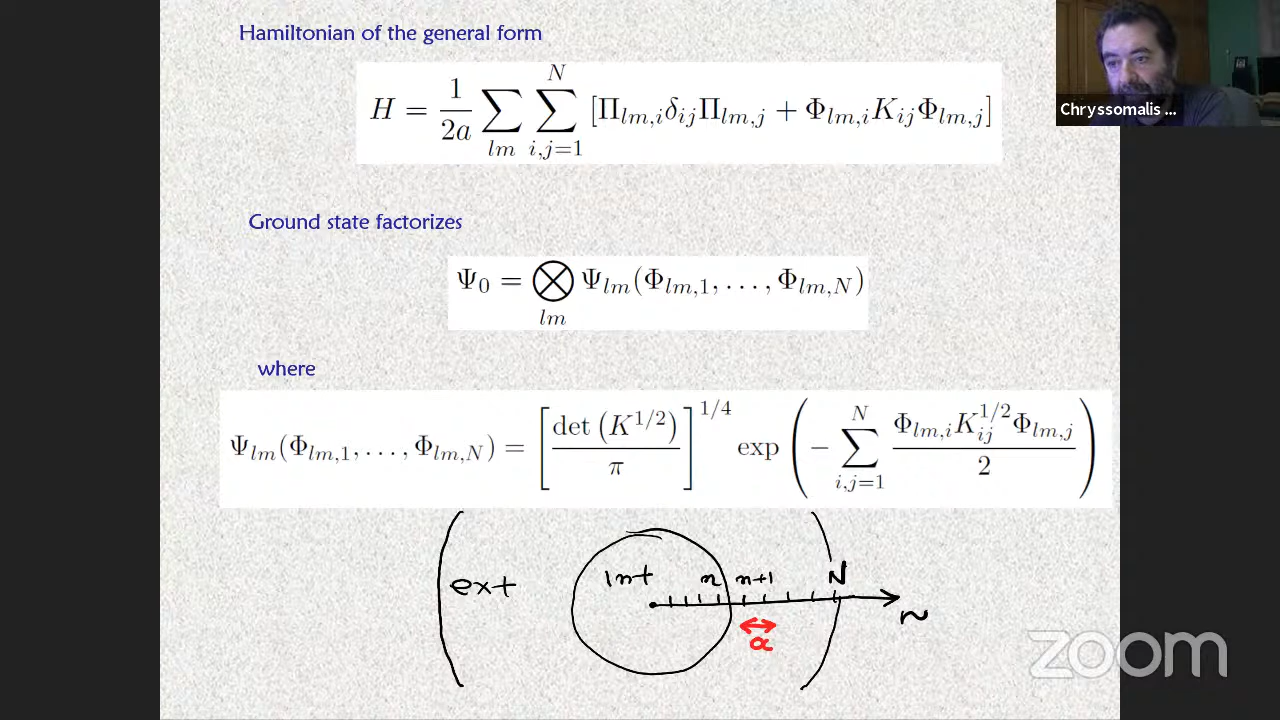 Hamiltonian of the general form
H = \frac{1}{2a} \sum_{lm} \sum_{i,j=1}^{N} [\Pi_{lm,i} \delta_{ij} \Pi_{lm,j} + \Phi_{lm,i} K_{ij} \Phi_{lm,j}]
Chryssomalis ...
Ground state factorizes
\Psi_0 = \bigotimes_{lm} \Psi_{lm}(\Phi_{lm,1}, \ldots, \Phi_{lm,N})
where
\Psi_{lm}(\Phi_{lm,1}, \ldots, \Phi_{lm,N}) = \left[ \frac{\det (K^{1/2})}{\pi} \right]^{1/4} \exp \left( - \sum_{i,j=1}^{N} \frac{\Phi_{lm,i} K_{ij}^{1/2} \Phi_{lm,j}}{2} \right)
ext int n n+1 N
r
a
zoom